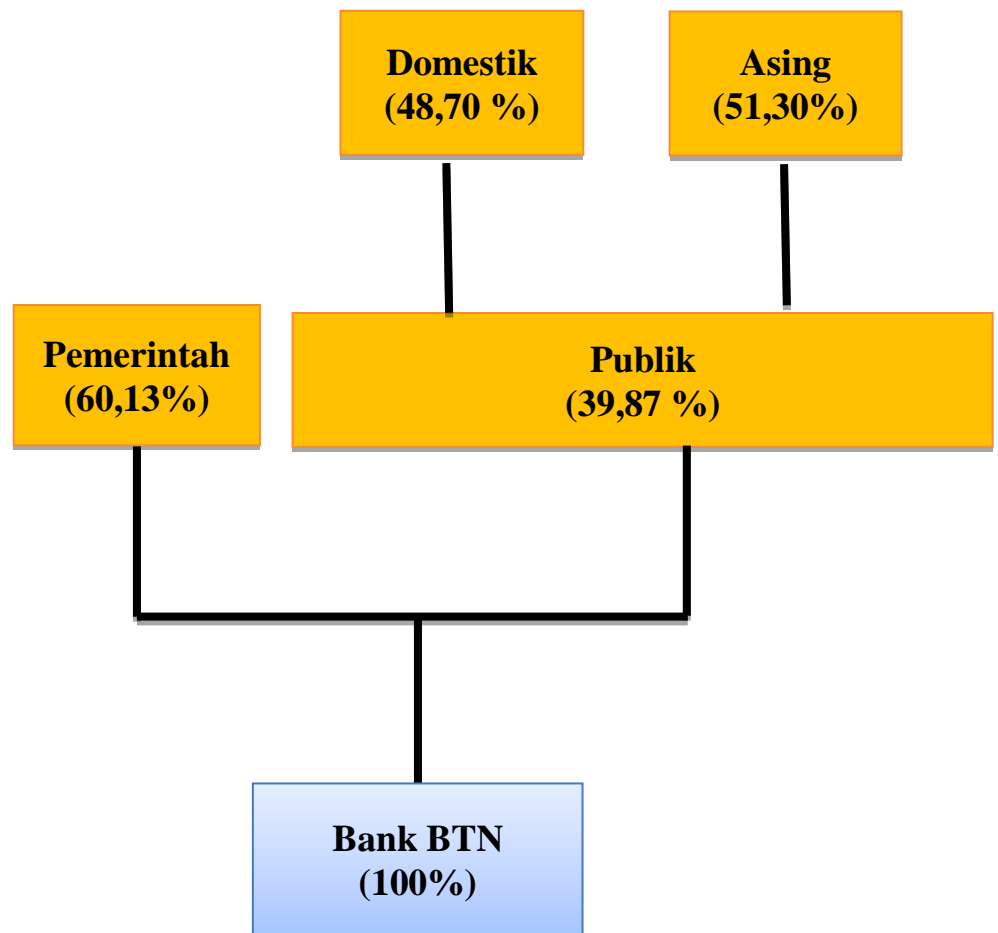 Domestik
(48,70 %)
Asing
(51,30%)
Pemerintah
(60,13%)
Publik
(39,87 %)
Bank BTN
(100%)